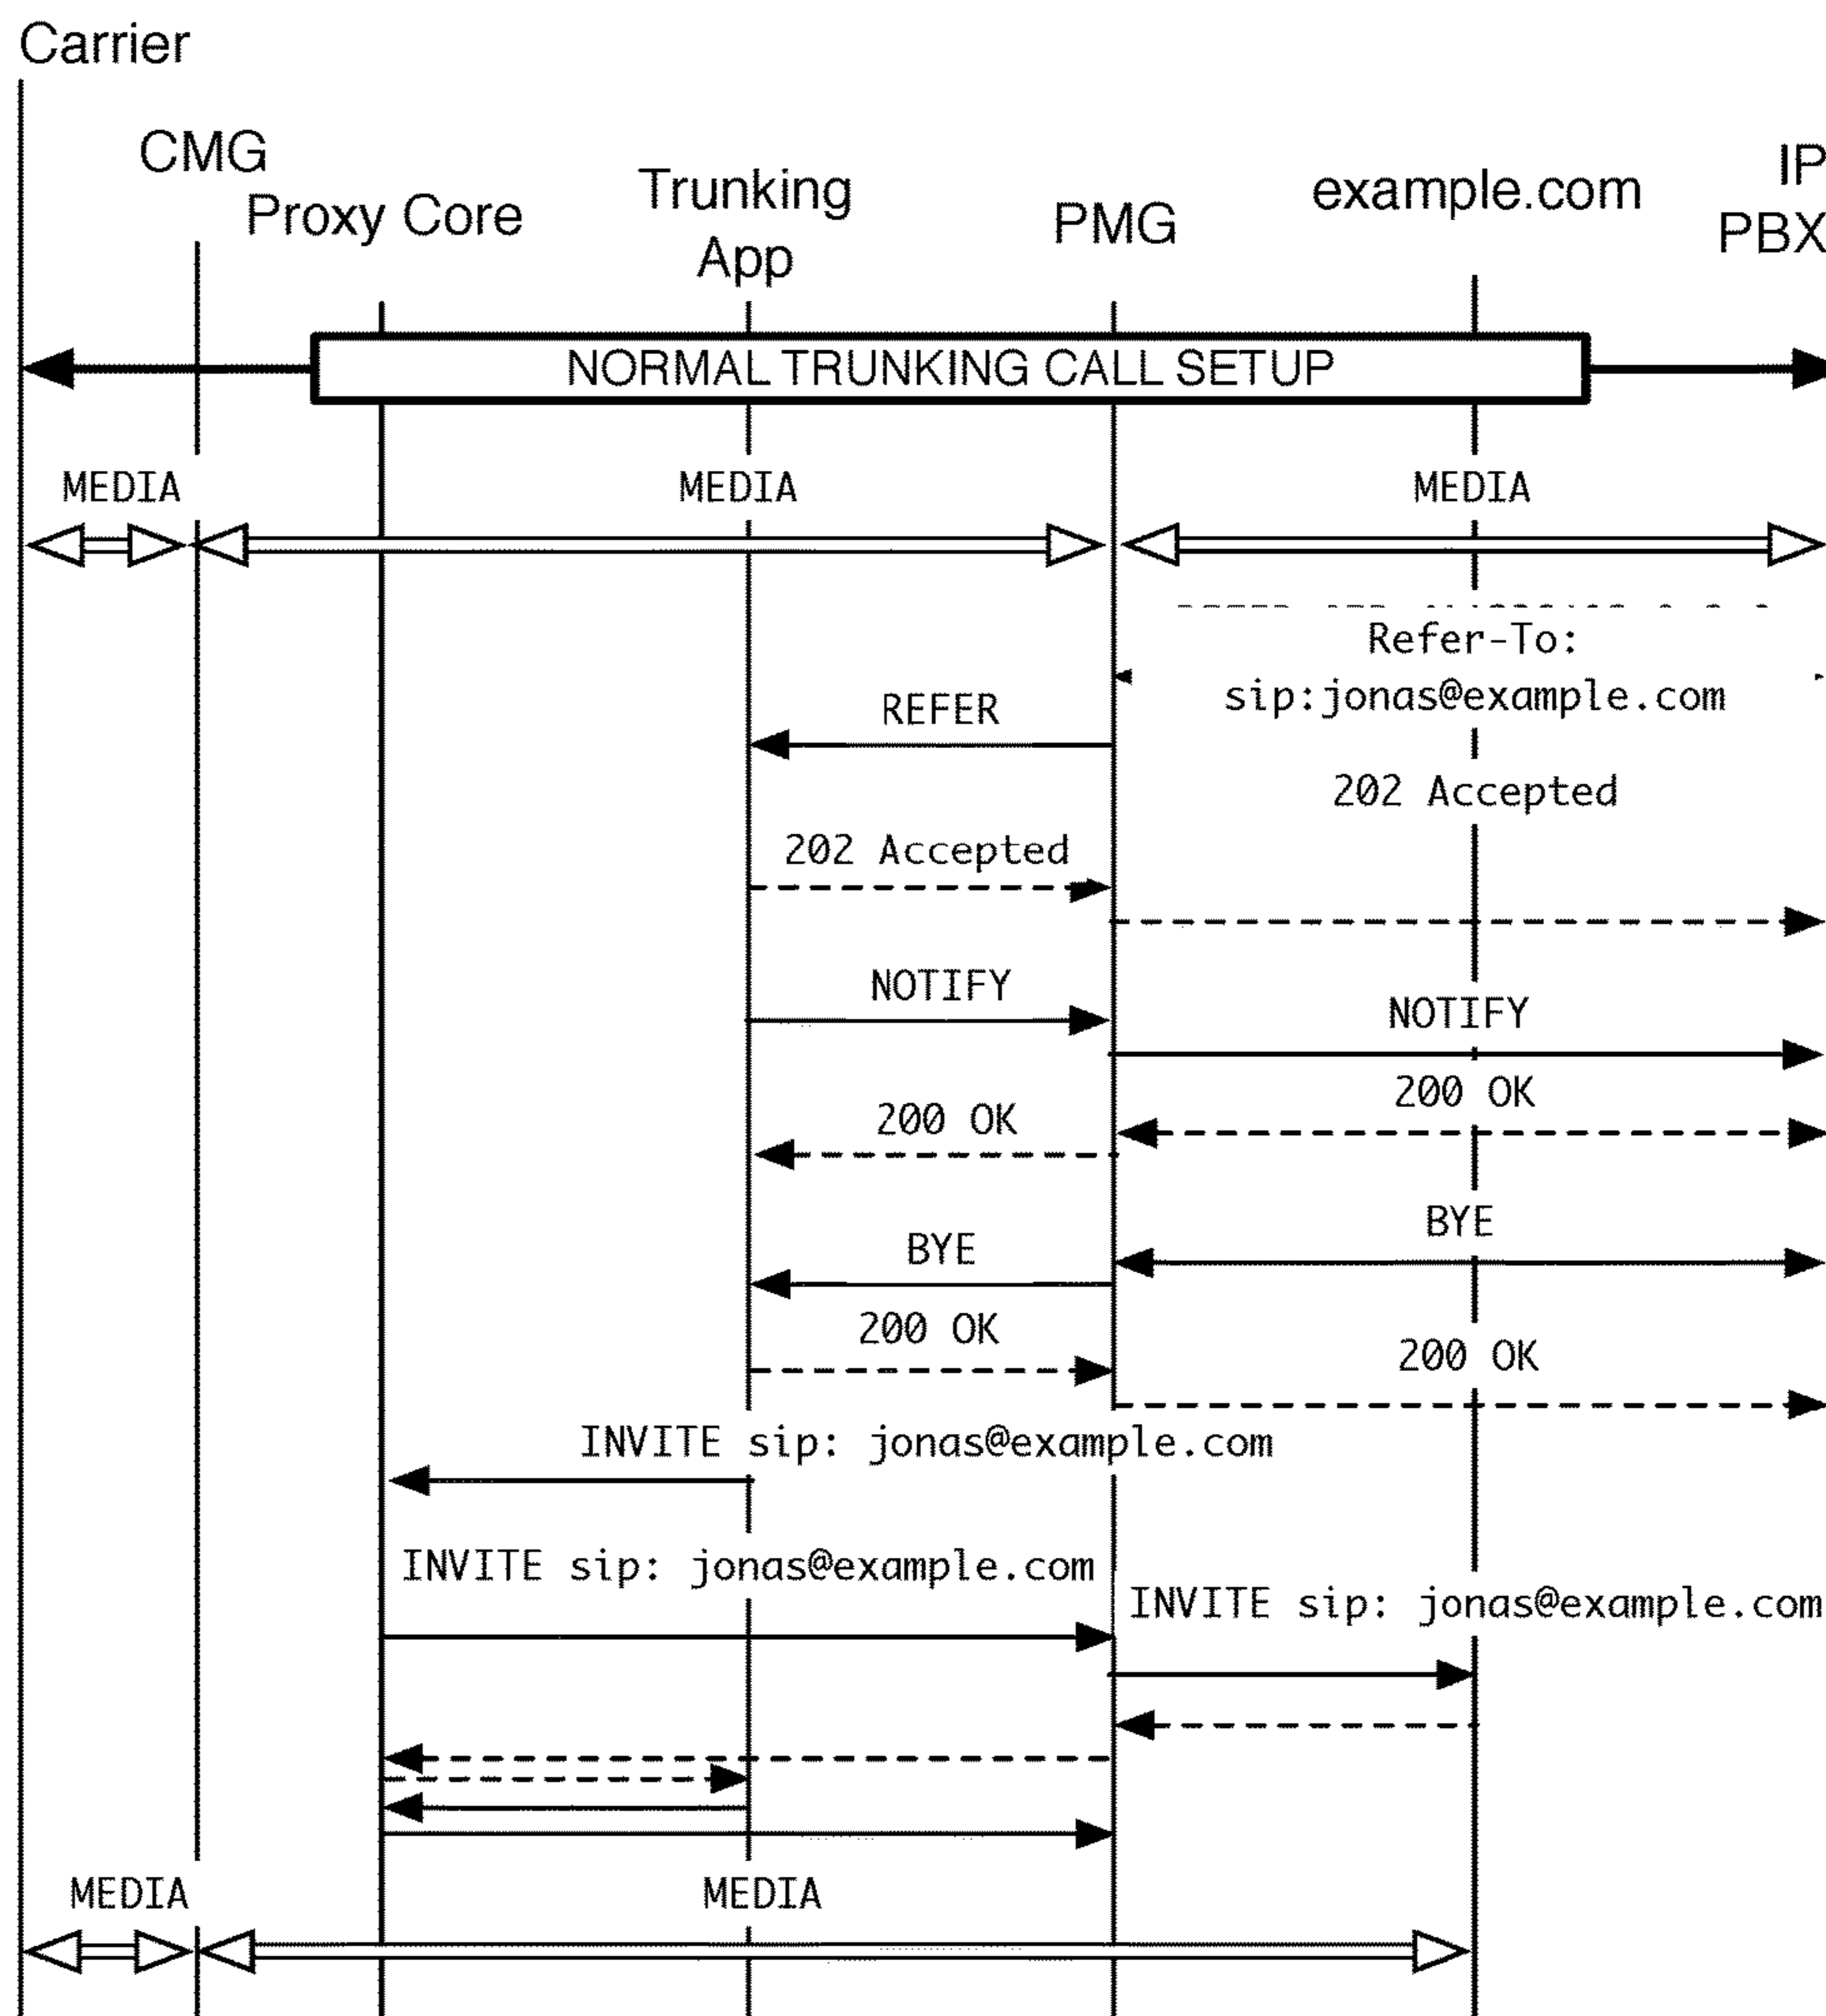 Carrier
CMG
Proxy Core
Trunking
App
PMG
example.com
IP
PBX
NORMAL TRUNKING CALL SETUP
MEDIA
MEDIA
MEDIA
Refer-To:
sip:jonas@example.com
REFER
202 Accepted
202 Accepted
NOTIFY
NOTIFY
200 OK
200 OK
BYE
BYE
200 OK
200 OK
INVITE sip: jonas@example.com
INVITE sip: jonas@example.com
INVITE sip: jonas@example.com
MEDIA
MEDIA